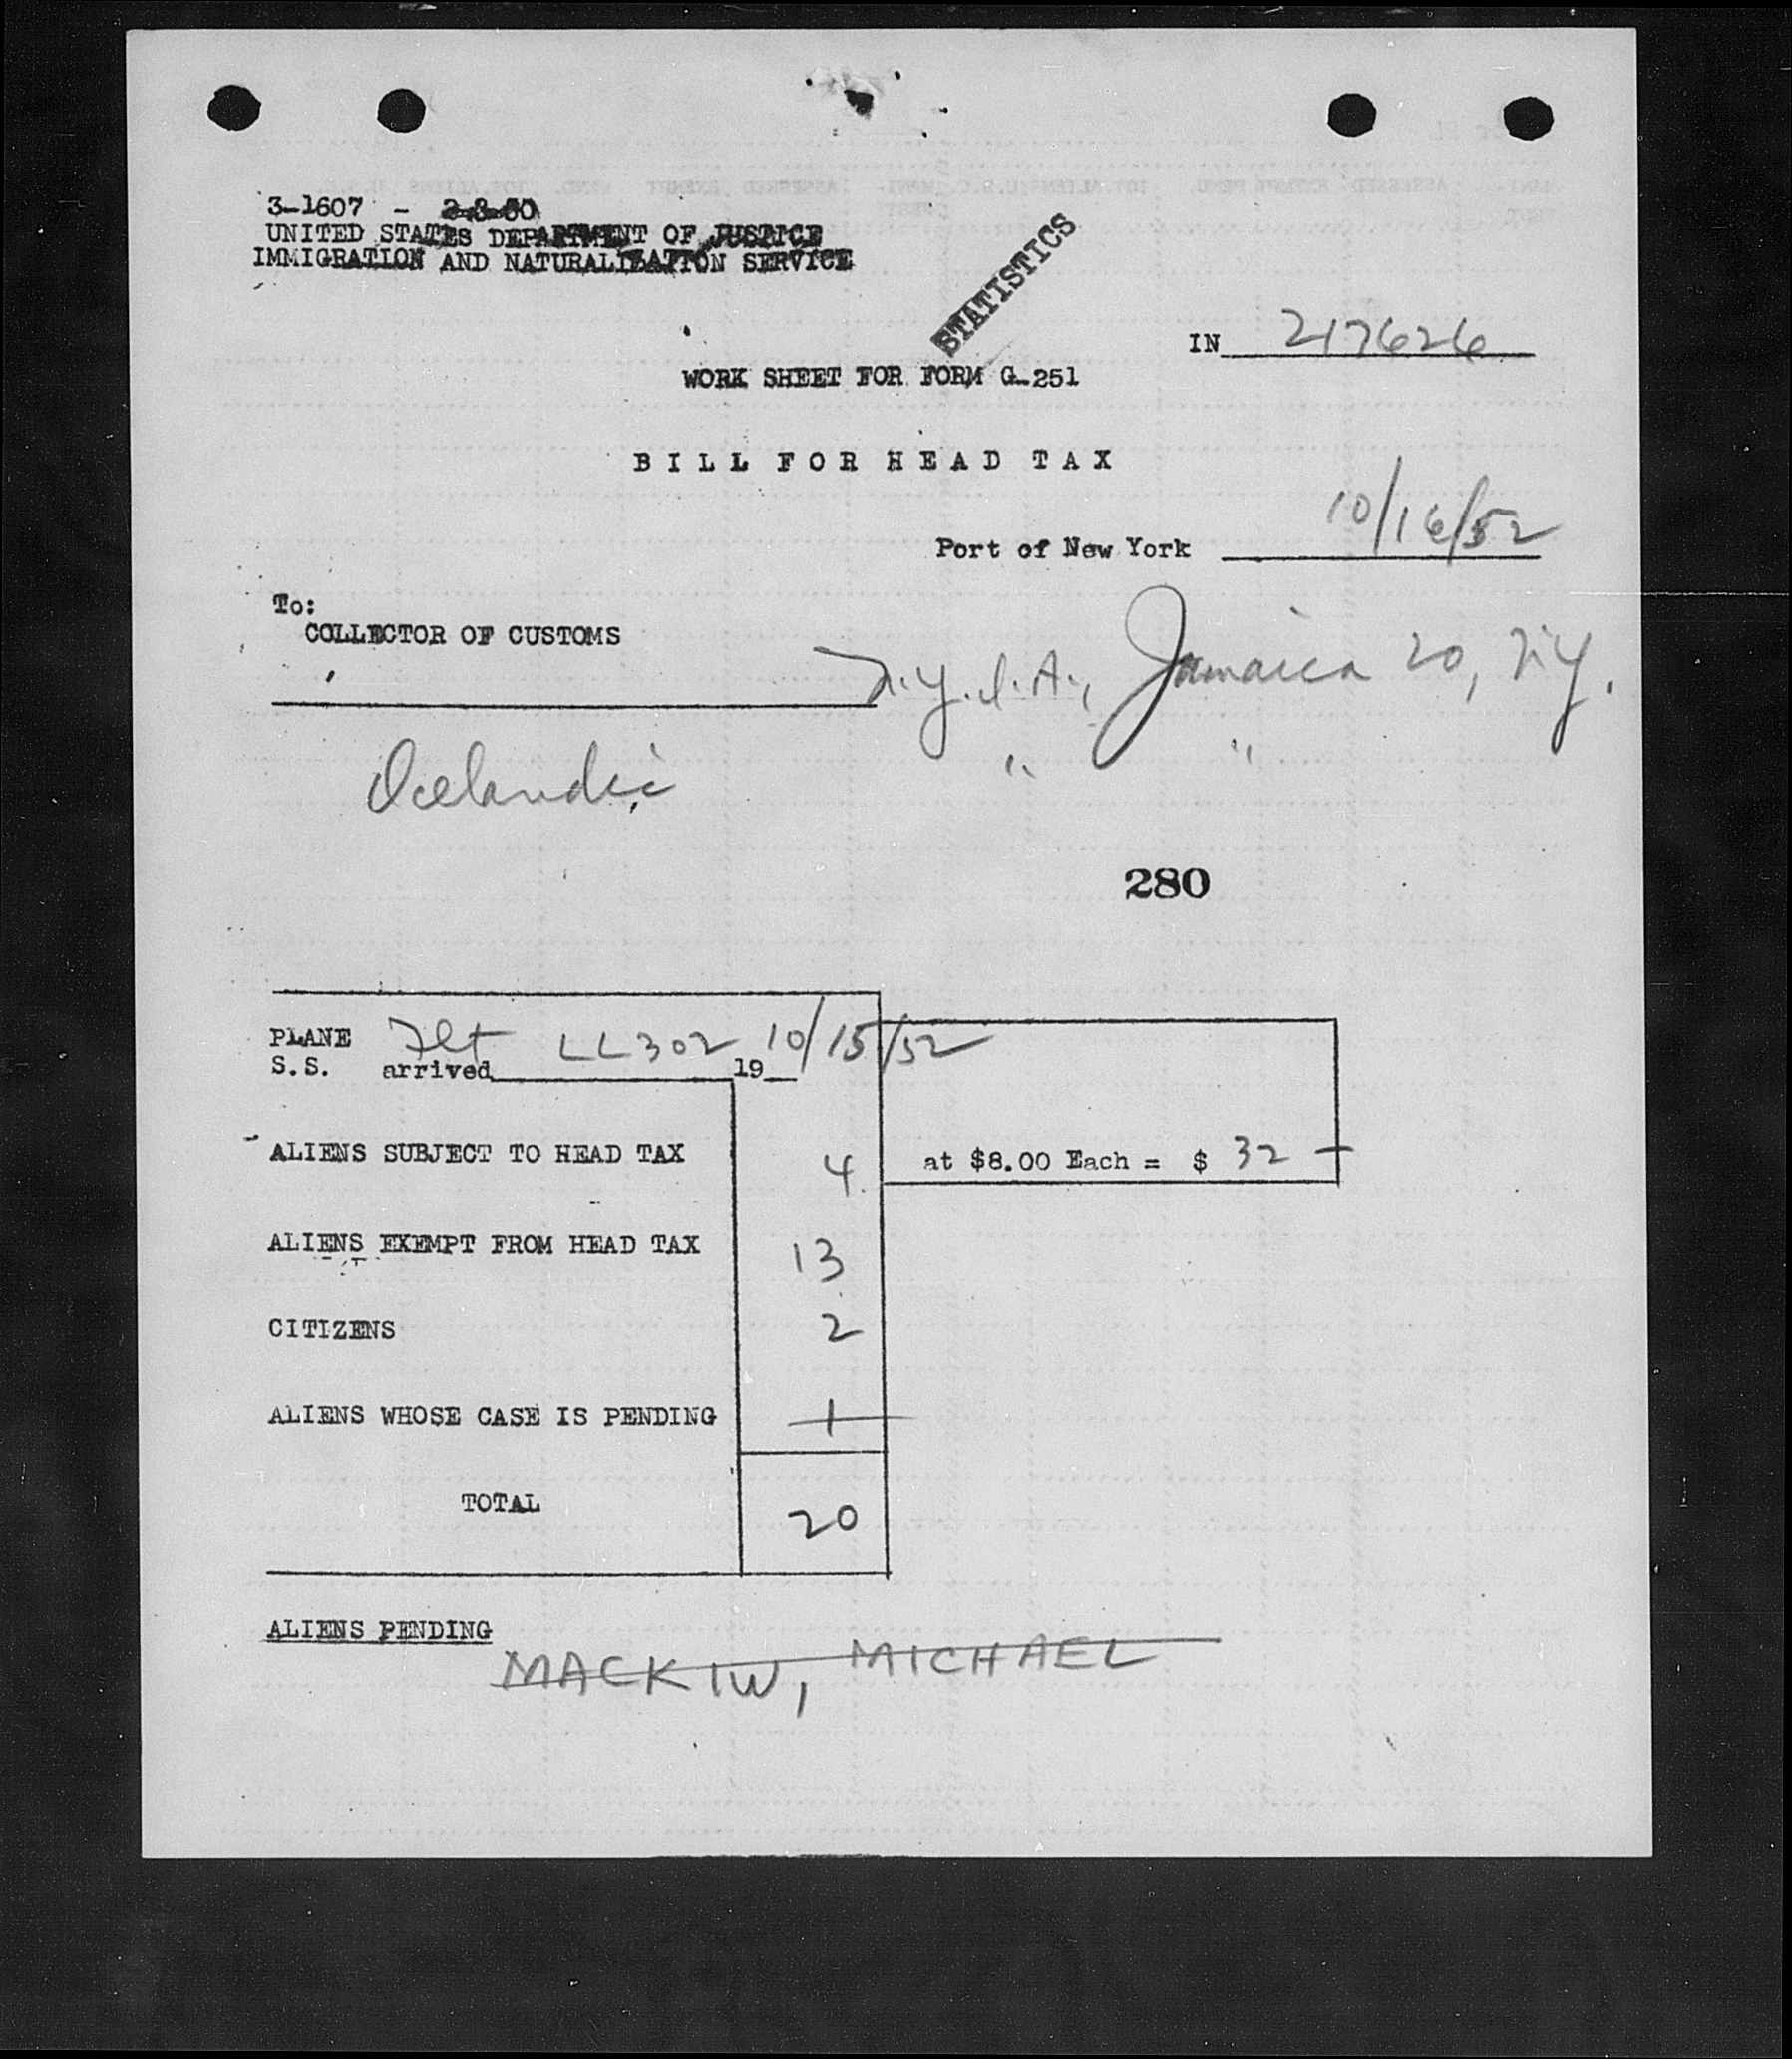 3-1607 - 2-8-50
UNITED STATES DEPARTMENT OF JUSTICE
IMMIGRATION AND NATURALIZATION SERVICE
STATISTICS
IN 217626
WORK SHEET FOR FORM G-251
BILL FOR HEAD TAX
Port of New York 10/16/52
To:
COLLECTOR OF CUSTOMS
N.Y.I.A., Jamaica 20, N.Y.
Icelandic " "
280
PLANE Flt LL302 10/15/52
S.S. arrived 19
ALIENS SUBJECT TO HEAD TAX 4 at $8.00 Each = $ 32 —
ALIENS EXEMPT FROM HEAD TAX 13
CITIZENS 2
ALIENS WHOSE CASE IS PENDING 1
TOTAL 20
ALIENS PENDING
MACKIW, MICHAEL